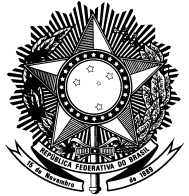 REPÚBLICA FEDERATIVA DO BRASIL
15 de Novembro de 1889